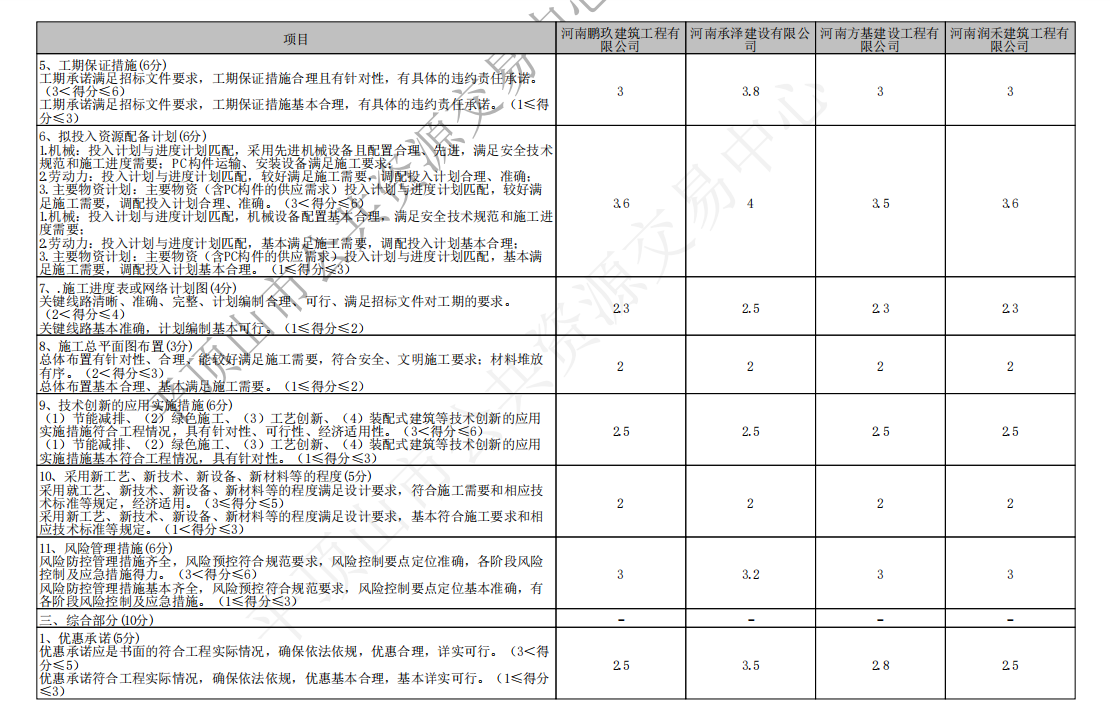 项目
河南鹏玖建筑工程有
限公司
河南承泽建设有限公
司
河南方基建设工程有
限公司
河南润禾建筑工程有
限公司
5、工期保证措施(6分)
工期承诺满足招标文件要求，工期保证措施合理且有针对性，有具体的违约责任承诺。
（3＜得分≤6）
工期承诺满足招标文件要求，工期保证措施基本合理，有具体的违约责任承诺。（1≤得
分≤3）
3
3.8
3
3
6、拟投入资源配备计划(6分)
1.机械：投入计划与进度计划匹配，采用先进机械设备且配置合理、先进，满足安全技术
规范和施工进度需要；PC构件运输、安装设备满足施工要求；
2.劳动力：投入计划与进度计划匹配，较好满足施工需要，调配投入计划合理、准确；
3.主要物资计划：主要物资（含PC构件的供应需求）投入计划与进度计划匹配，较好满
足施工需要，调配投入计划合理、准确。（3＜得分≤6）
1.机械：投入计划与进度计划匹配，机械设备配置基本合理，满足安全技术规范和施工进
度需要；
2.劳动力：投入计划与进度计划匹配，基本满足施工需要，调配投入计划基本合理；
3.主要物资计划：主要物资（含PC构件的供应需求）投入计划与进度计划匹配，基本满
足施工需要，调配投入计划基本合理。（1≤得分≤3）
3.6
4
3.5
3.6
7、.施工进度表或网络计划图(4分)
关键线路清晰、准确、完整、计划编制合理、可行、满足招标文件对工期的要求。
（2＜得分≤4）
关键线路基本准确，计划编制基本可行。（1≤得分≤2）
2.3
2.5
2.3
2.3
8、施工总平面图布置(3分)
总体布置有针对性、合理、能较好满足施工需要，符合安全、文明施工要求；材料堆放
有序。（2＜得分≤3）
总体布置基本合理、基本满足施工需要。（1≤得分≤2）
2
2
2
2
9、技术创新的应用实施措施(6分)
（1）节能减排、（2）绿色施工、（3）工艺创新、（4）装配式建筑等技术创新的应用
实施措施符合工程情况，具有针对性、可行性、经济适用性。（3＜得分≤6）
（1）节能减排、（2）绿色施工、（3）工艺创新、（4）装配式建筑等技术创新的应用
实施措施基本符合工程情况，具有针对性。（1≤得分≤3）
2.5
2.5
2.5
2.5
10、采用新工艺、新技术、新设备、新材料等的程度(5分)
采用就工艺、新技术、新设备、新材料等的程度满足设计要求，符合施工需要和相应技
术标准等规定，经济适用。（3≤得分≤5）
采用新工艺、新技术、新设备、新材料等的程度满足设计要求，基本符合施工要求和相
应技术标准等规定。（1＜得分≤3）
2
2
2
2
11、风险管理措施(6分)
风险防控管理措施齐全，风险预控符合规范要求，风险控制要点定位准确，各阶段风险
控制及应急措施得力。（3＜得分≤6）
风险防控管理措施基本齐全，风险预控符合规范要求，风险控制要点定位基本准确，有
各阶段风险控制及应急措施。（1≤得分≤3）
3
3.2
3
3
三、综合部分(10分)
-
-
-
-
1、优惠承诺(5分)
优惠承诺应是书面的符合工程实际情况，确保依法依规，优惠合理，详实可行。（3＜得
分≤5）
优惠承诺符合工程实际情况，确保依法依规，优惠基本合理，基本详实可行。（1≤得分
≤3）
2.5
3.5
2.8
2.5
平顶山市公共资源交易中心
平顶山市公共资源交易中心